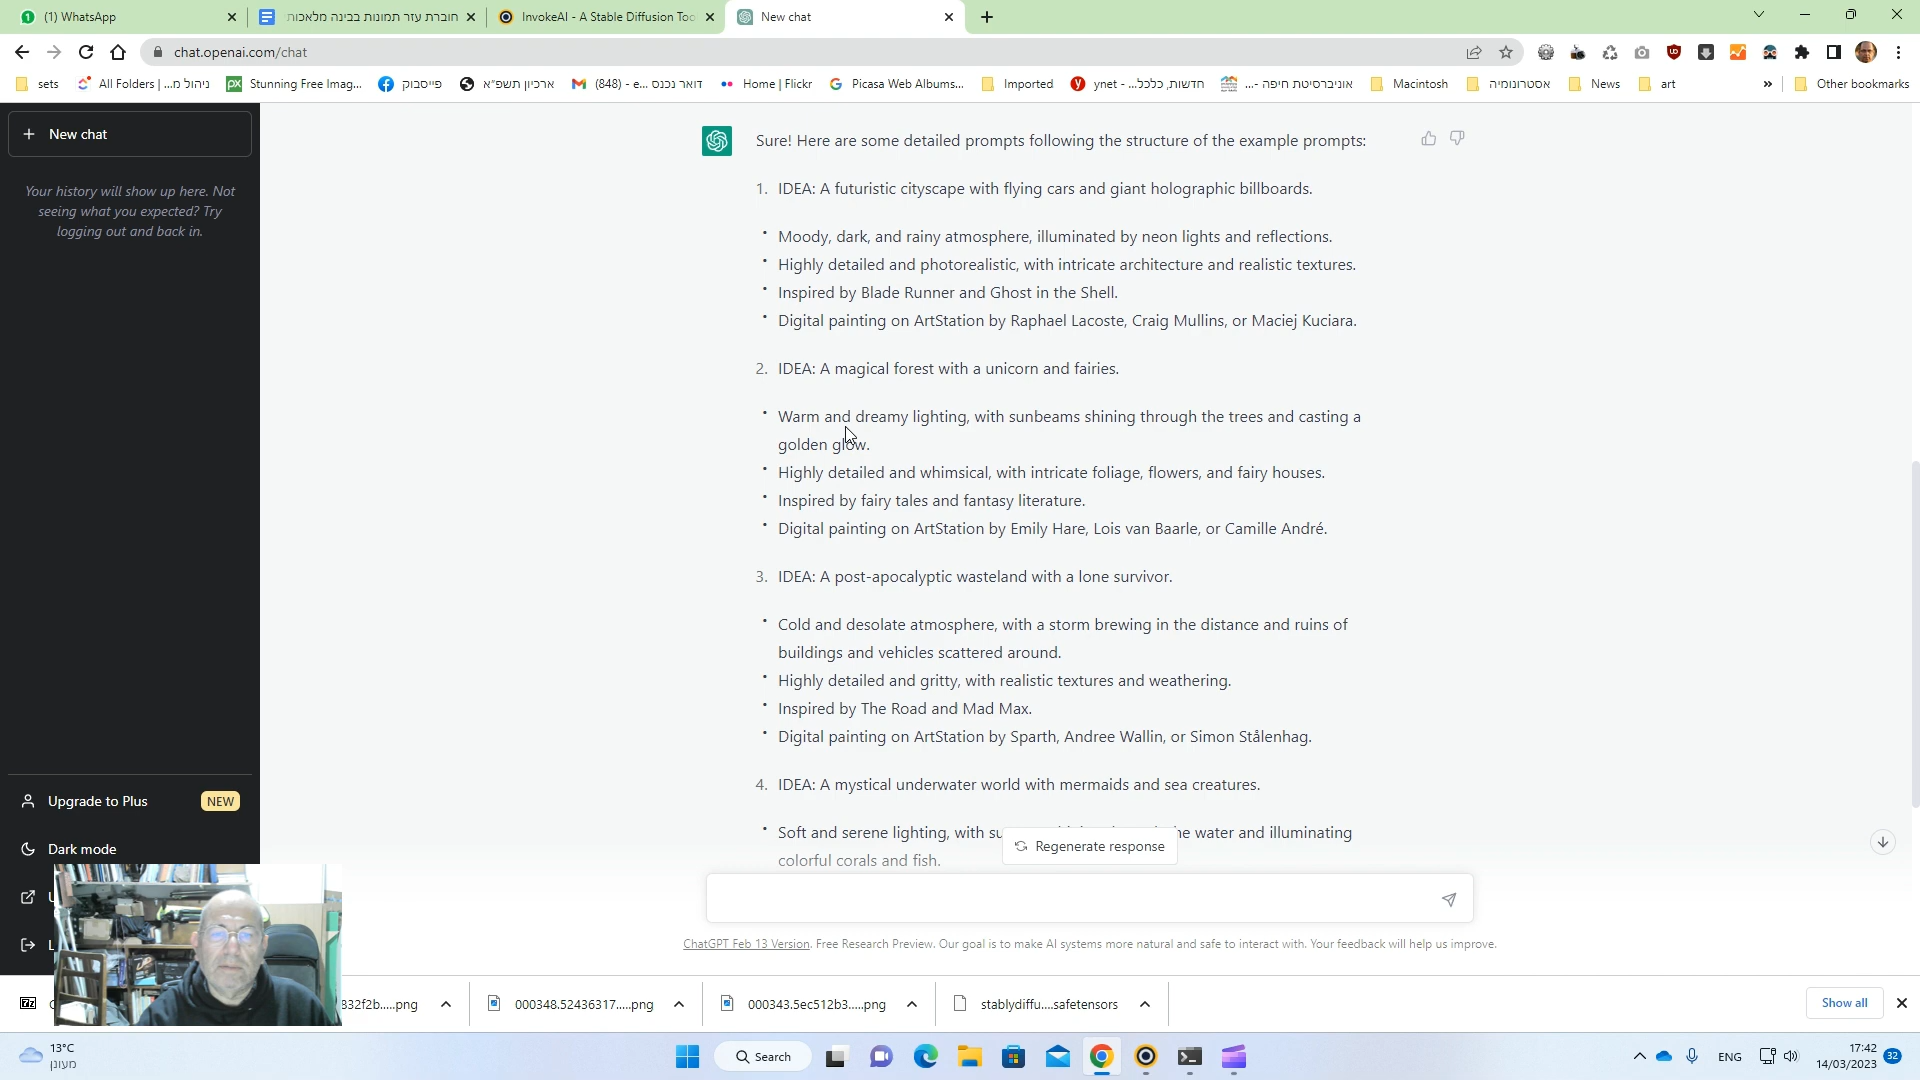 (1) WhatsApp
חוברת עזר תמונות בבינה מלאכות
InvokeAI - A Stable Diffusion Too
New chat
chat.openai.com/chat
sets
All Folders | ...ניהול מ
Stunning Free Imag...
פייסבוק
ארכיון תשפ״א
דואר נכנס (848) - e...
Home | Flickr
Picasa Web Albums...
Imported
ynet - חדשות, כלכל...
אוניברסיטת חיפה -...
Macintosh
אסטרונומיה
News
art
»
Other bookmarks
New chat
Your history will show up here. Not
seeing what you expected? Try
logging out and back in.
Sure! Here are some detailed prompts following the structure of the example prompts:
1. IDEA: A futuristic cityscape with flying cars and giant holographic billboards.
• Moody, dark, and rainy atmosphere, illuminated by neon lights and reflections.
• Highly detailed and photorealistic, with intricate architecture and realistic textures.
• Inspired by Blade Runner and Ghost in the Shell.
• Digital painting on ArtStation by Raphael Lacoste, Craig Mullins, or Maciej Kuciara.
2. IDEA: A magical forest with a unicorn and fairies.
• Warm and dreamy lighting, with sunbeams shining through the trees and casting a
golden glow.
• Highly detailed and whimsical, with intricate foliage, flowers, and fairy houses.
• Inspired by fairy tales and fantasy literature.
• Digital painting on ArtStation by Emily Hare, Lois van Baarle, or Camille André.
3. IDEA: A post-apocalyptic wasteland with a lone survivor.
• Cold and desolate atmosphere, with a storm brewing in the distance and ruins of
buildings and vehicles scattered around.
• Highly detailed and gritty, with realistic textures and weathering.
• Inspired by The Road and Mad Max.
• Digital painting on ArtStation by Sparth, Andree Wallin, or Simon Stålenhag.
4. IDEA: A mystical underwater world with mermaids and sea creatures.
• Soft and serene lighting, with su he water and illuminating
colorful corals and fish.
Regenerate response
Upgrade to Plus
NEW
Dark mode
ChatGPT Feb 13 Version. Free Research Preview. Our goal is to make AI systems more natural and safe to interact with. Your feedback will help us improve.
832f2b.....png
000348.52436317.....png
000343.5ec512b3.....png
stablydiffu....safetensors
Show all
13°C
מעונן
Search
ENG
17:42
14/03/2023
32